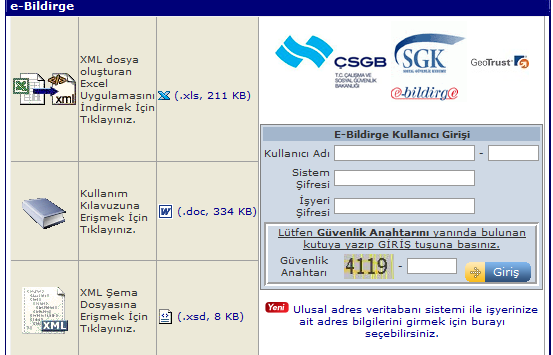 e-Bildirge
XML dosya
oluşturan
Excel
Uygulamasını
İndirmek İçin
Tıklayınız.
(.xls, 211 KB)
xml
Kullanım
Kılavuzuna
Erişmek İçin
Tıklayınız.
(.doc, 334 KB)
XML Şema
Dosyasına
Erişmek İçin
Tıklayınız.
(.xsd, 8 KB)
XML
ÇSGB
T.C. ÇALIŞMA VE
SOSYAL GÜVENLİK
BAKANLIĞI
SGK
SOSYAL GÜVENLİK KURUMU
GeoTrust
e-bildirge
E-Bildirge Kullanıcı Girişi
Kullanıcı Adı -
Sistem
Şifresi
İşyeri
Şifresi
Lütfen Güvenlik Anahtarını yanında bulunan
kutuya yazıp GİRİŞ tuşuna basınız.
Güvenlik
Anahtarı
4119 - Giriş
Yeni Ulusal adres veritabanı sistemi ile işyerinize
ait adres bilgilerini girmek için burayı
seçebilirsiniz.